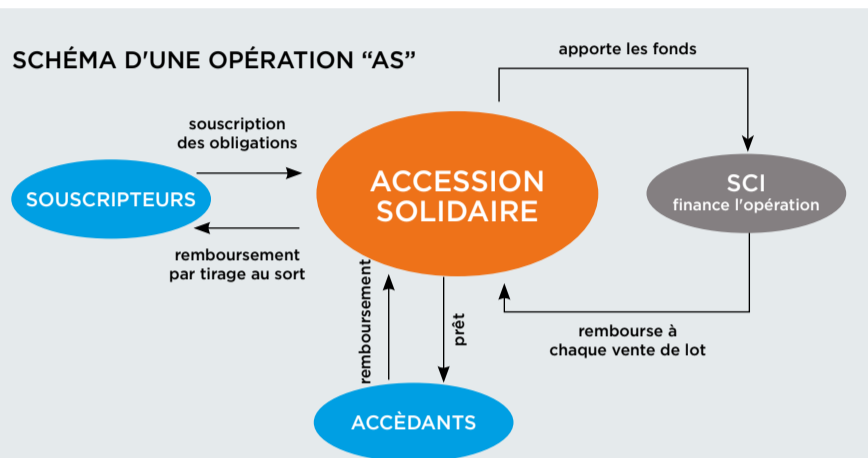 SCHÉMA D'UNE OPÉRATION “AS”
apporte les fonds
souscription
des obligations
SOUSCRIPTEURS
ACCESSION
SOLIDAIRE
SCI
finance l'opération
remboursement
par tirage au sort
remboursement
prêt
rembourse à
chaque vente de lot
ACCÈDANTS